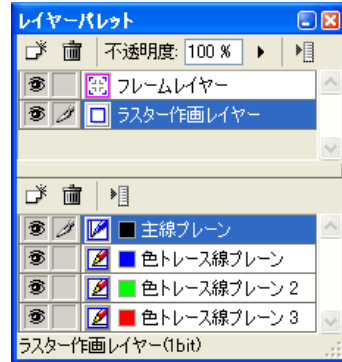 レイヤーパレット
不透明度: 100 %
フレームレイヤー
ラスター作画レイヤー
主線プレーン
色トレース線プレーン
色トレース線プレーン 2
色トレース線プレーン 3
ラスター作画レイヤー(1bit)